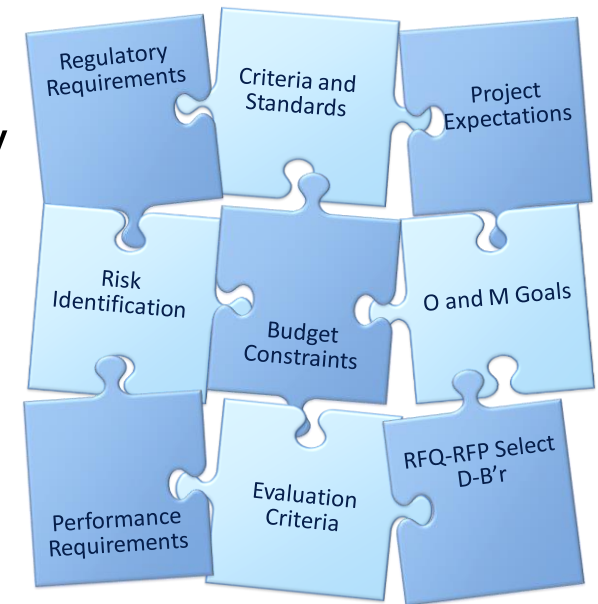 Regulatory
Requirements
Criteria and
Standards
Project
Expectations
Risk
Identification
Budget
Constraints
O and M Goals
Performance
Requirements
Evaluation
Criteria
RFQ-RFP Select
D-B’r